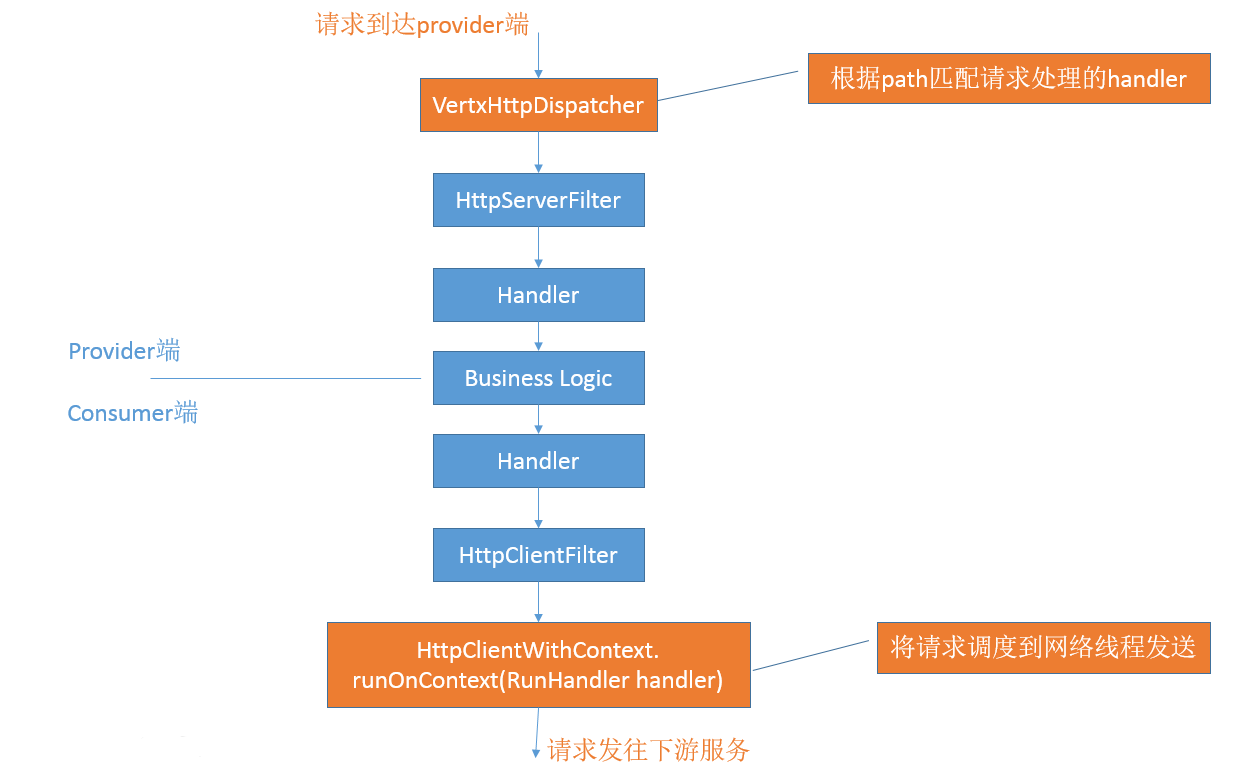 请求到达provider端
VertxHttpDispatcher
根据path匹配请求处理的handler
HttpServerFilter
Handler
Provider端
Business Logic
Consumer端
Handler
HttpClientFilter
HttpClientWithContext.
runOnContext(RunHandler handler)
将请求调度到网络线程发送
请求发往下游服务